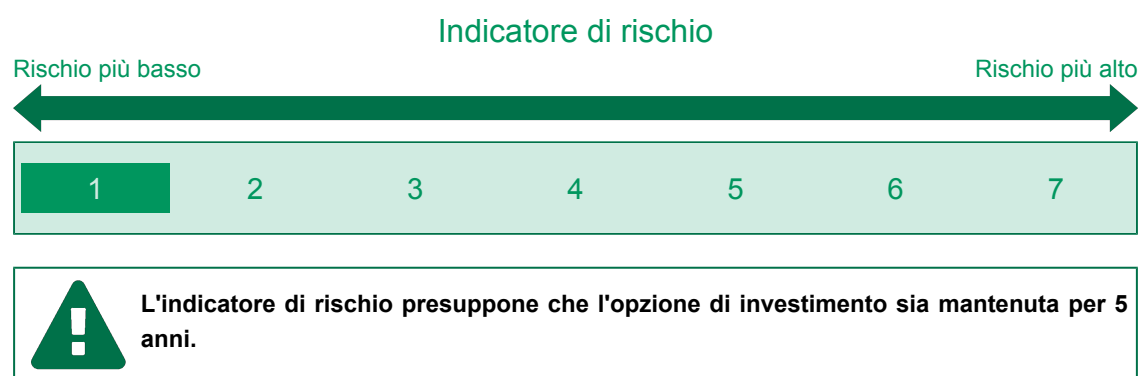 Indicatore di rischio
Rischio più basso Rischio più alto
1 2 3 4 5 6 7
L'indicatore di rischio presuppone che l'opzione di investimento sia mantenuta per 5
anni.